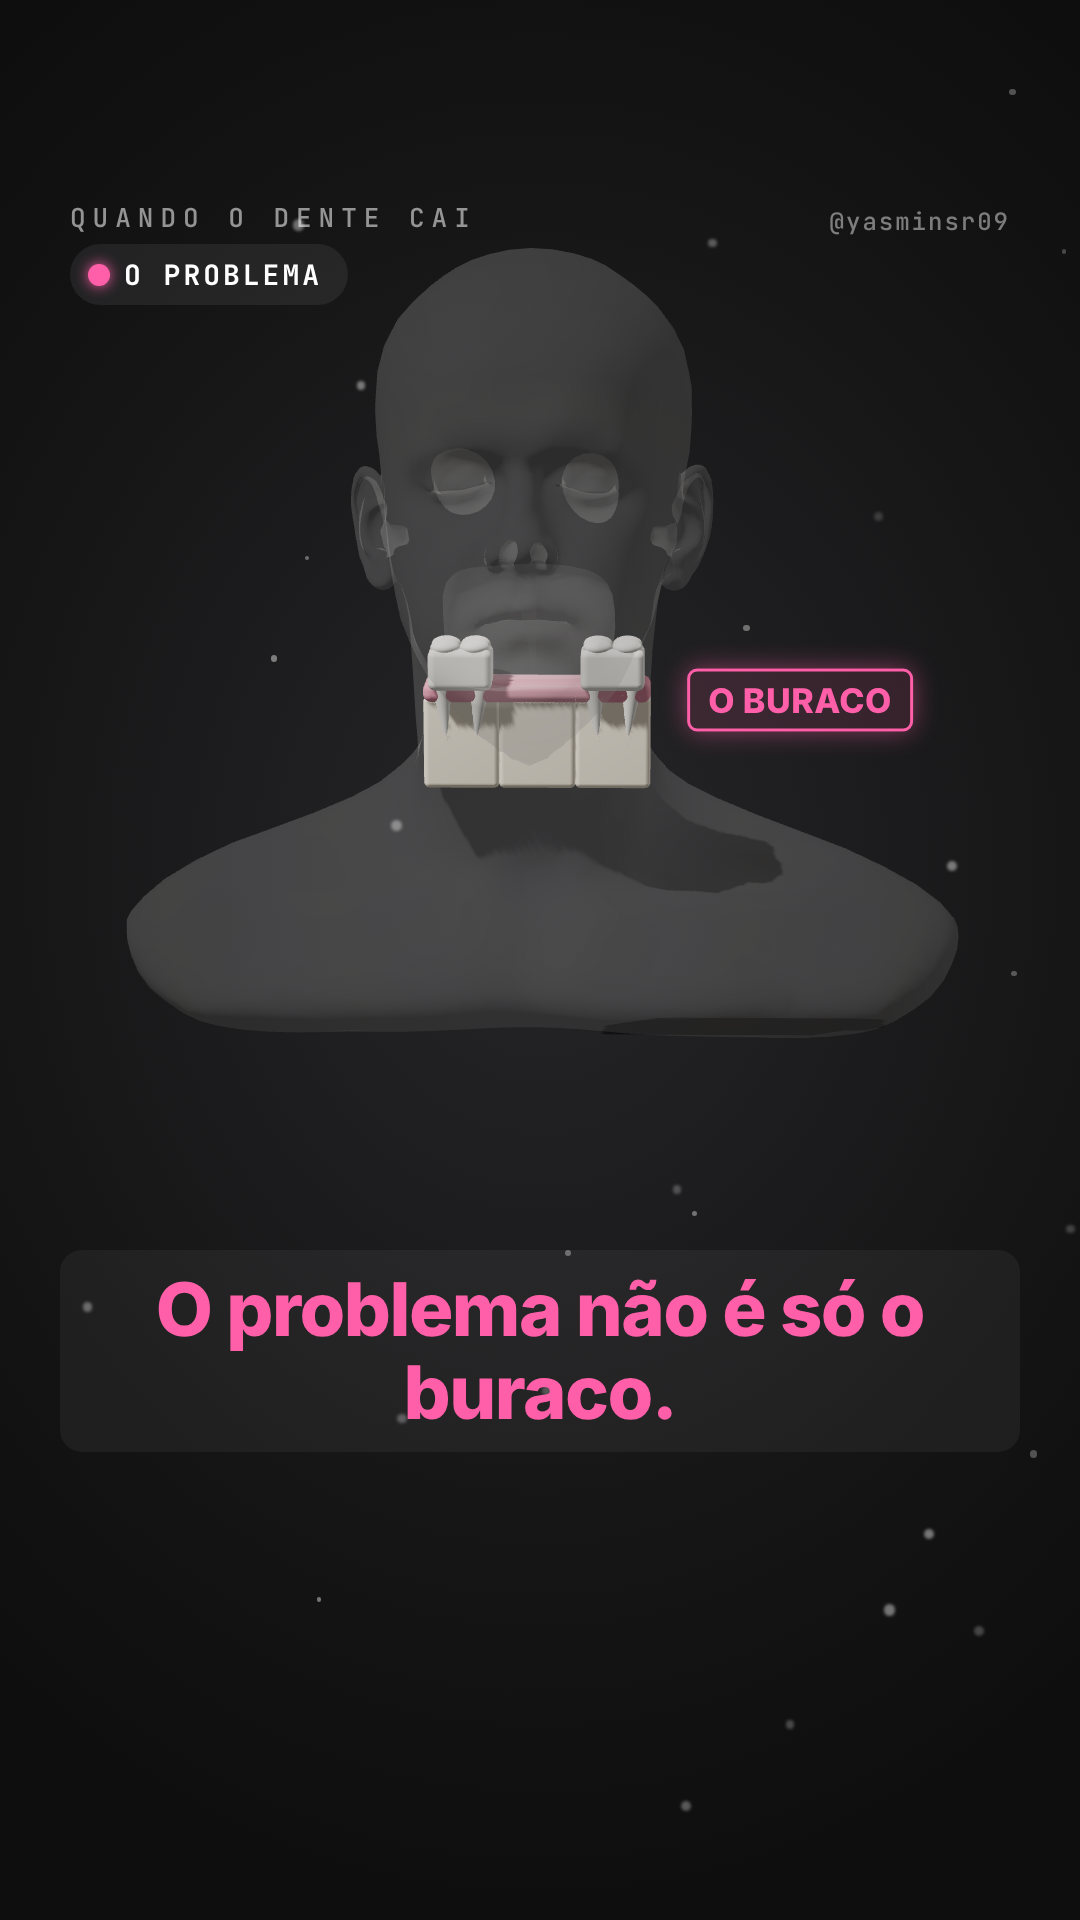 QUANDO O DENTE CAI
@yasminsr09
O PROBLEMA
O BURACO
O problema não é só o
buraco.